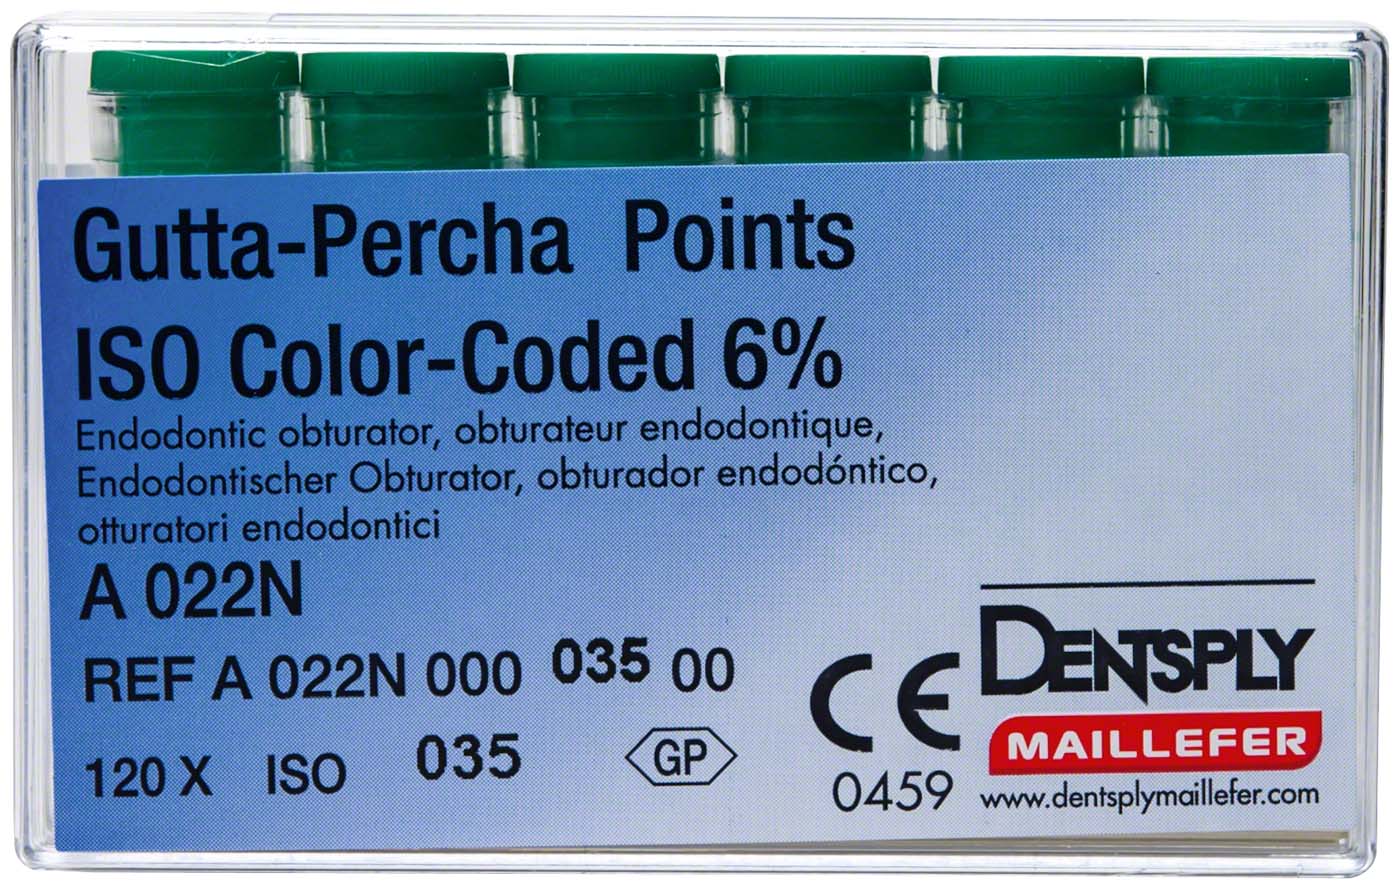 Gutta-Percha Points
ISO Color-Coded 6%
Endodontic obturator, obturateur endodontique,
Endodontischer Obturator, obturador endodóntico,
otturatori endodontici
A 022N
REF A 022N 000 035 00
120 X ISO 035 GP
CE
0459
DENTSPLY
MAILLEFER
www.dentsplymaillefer.com